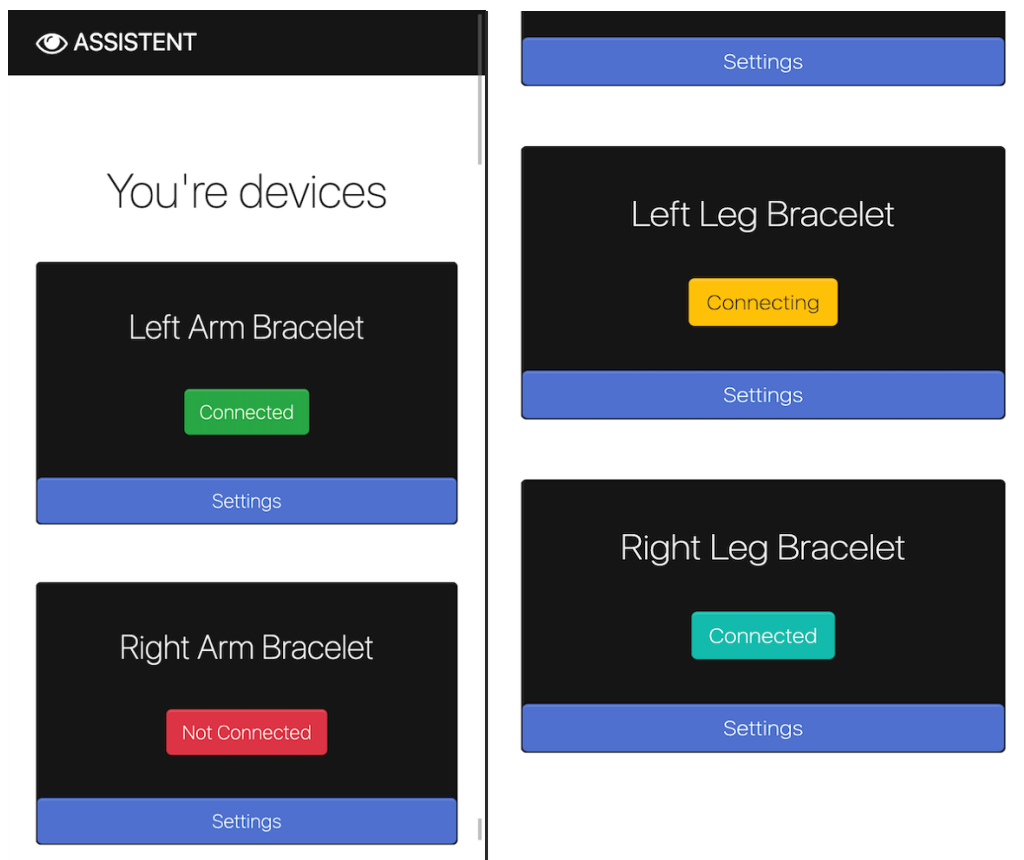 ASSISTENT
You're devices
Left Arm Bracelet
Connected
Settings
Right Arm Bracelet
Not Connected
Settings
Settings
Left Leg Bracelet
Connecting
Settings
Right Leg Bracelet
Connected
Settings